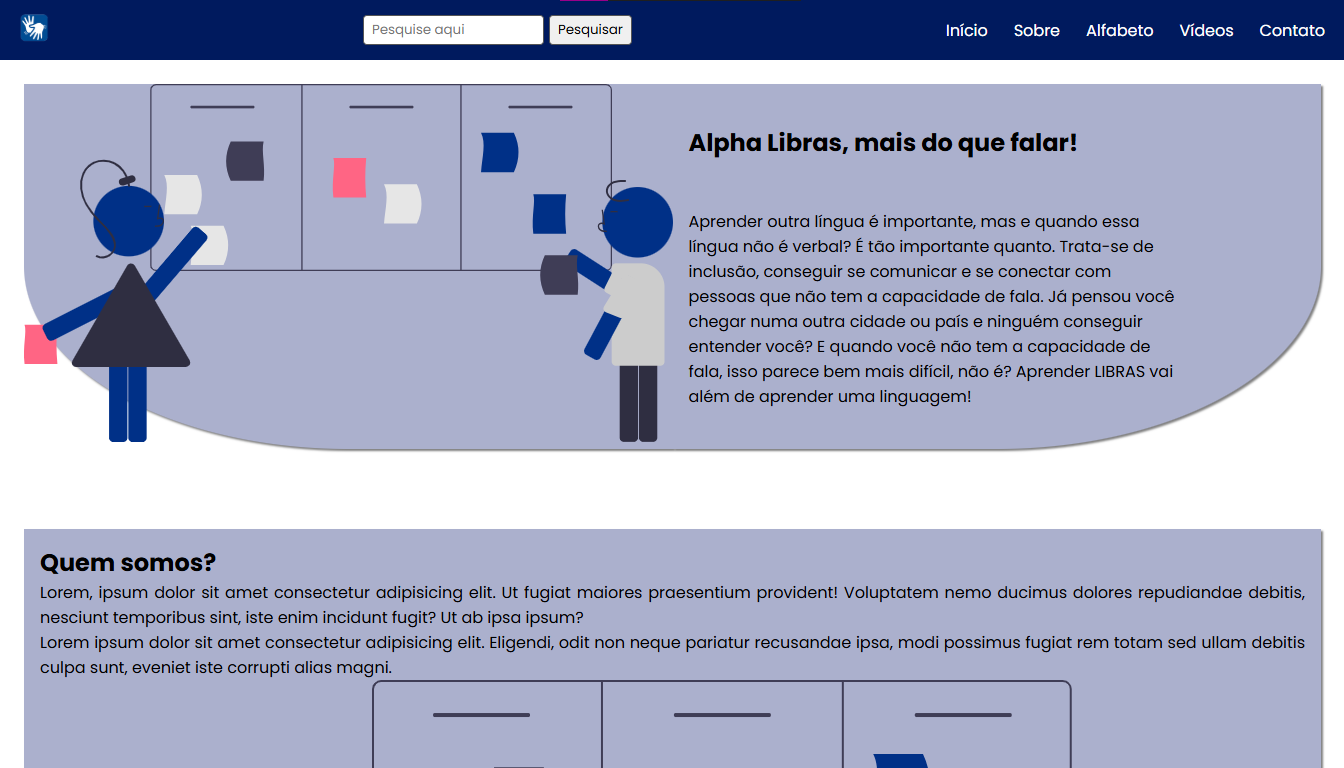 Pesquise aqui
Pesquisar
Início
Sobre
Alfabeto
Vídeos
Contato
Alpha Libras, mais do que falar!
Aprender outra língua é importante, mas e quando essa
língua não é verbal? É tão importante quanto. Trata-se de
inclusão, conseguir se comunicar e se conectar com
pessoas que não tem a capacidade de fala. Já pensou você
chegar numa outra cidade ou país e ninguém conseguir
entender você? E quando você não tem a capacidade de
fala, isso parece bem mais difícil, não é? Aprender LIBRAS vai
além de aprender uma linguagem!
Quem somos?
Lorem, ipsum dolor sit amet consectetur adipisicing elit. Ut fugiat maiores praesentium provident! Voluptatem nemo ducimus dolores repudiandae debitis,
nesciunt temporibus sint, iste enim incidunt fugit? Ut ab ipsa ipsum?
Lorem ipsum dolor sit amet consectetur adipisicing elit. Eligendi, odit non neque pariatur recusandae ipsa, modi possimus fugiat rem totam sed ullam debitis
culpa sunt, eveniet iste corrupti alias magni.